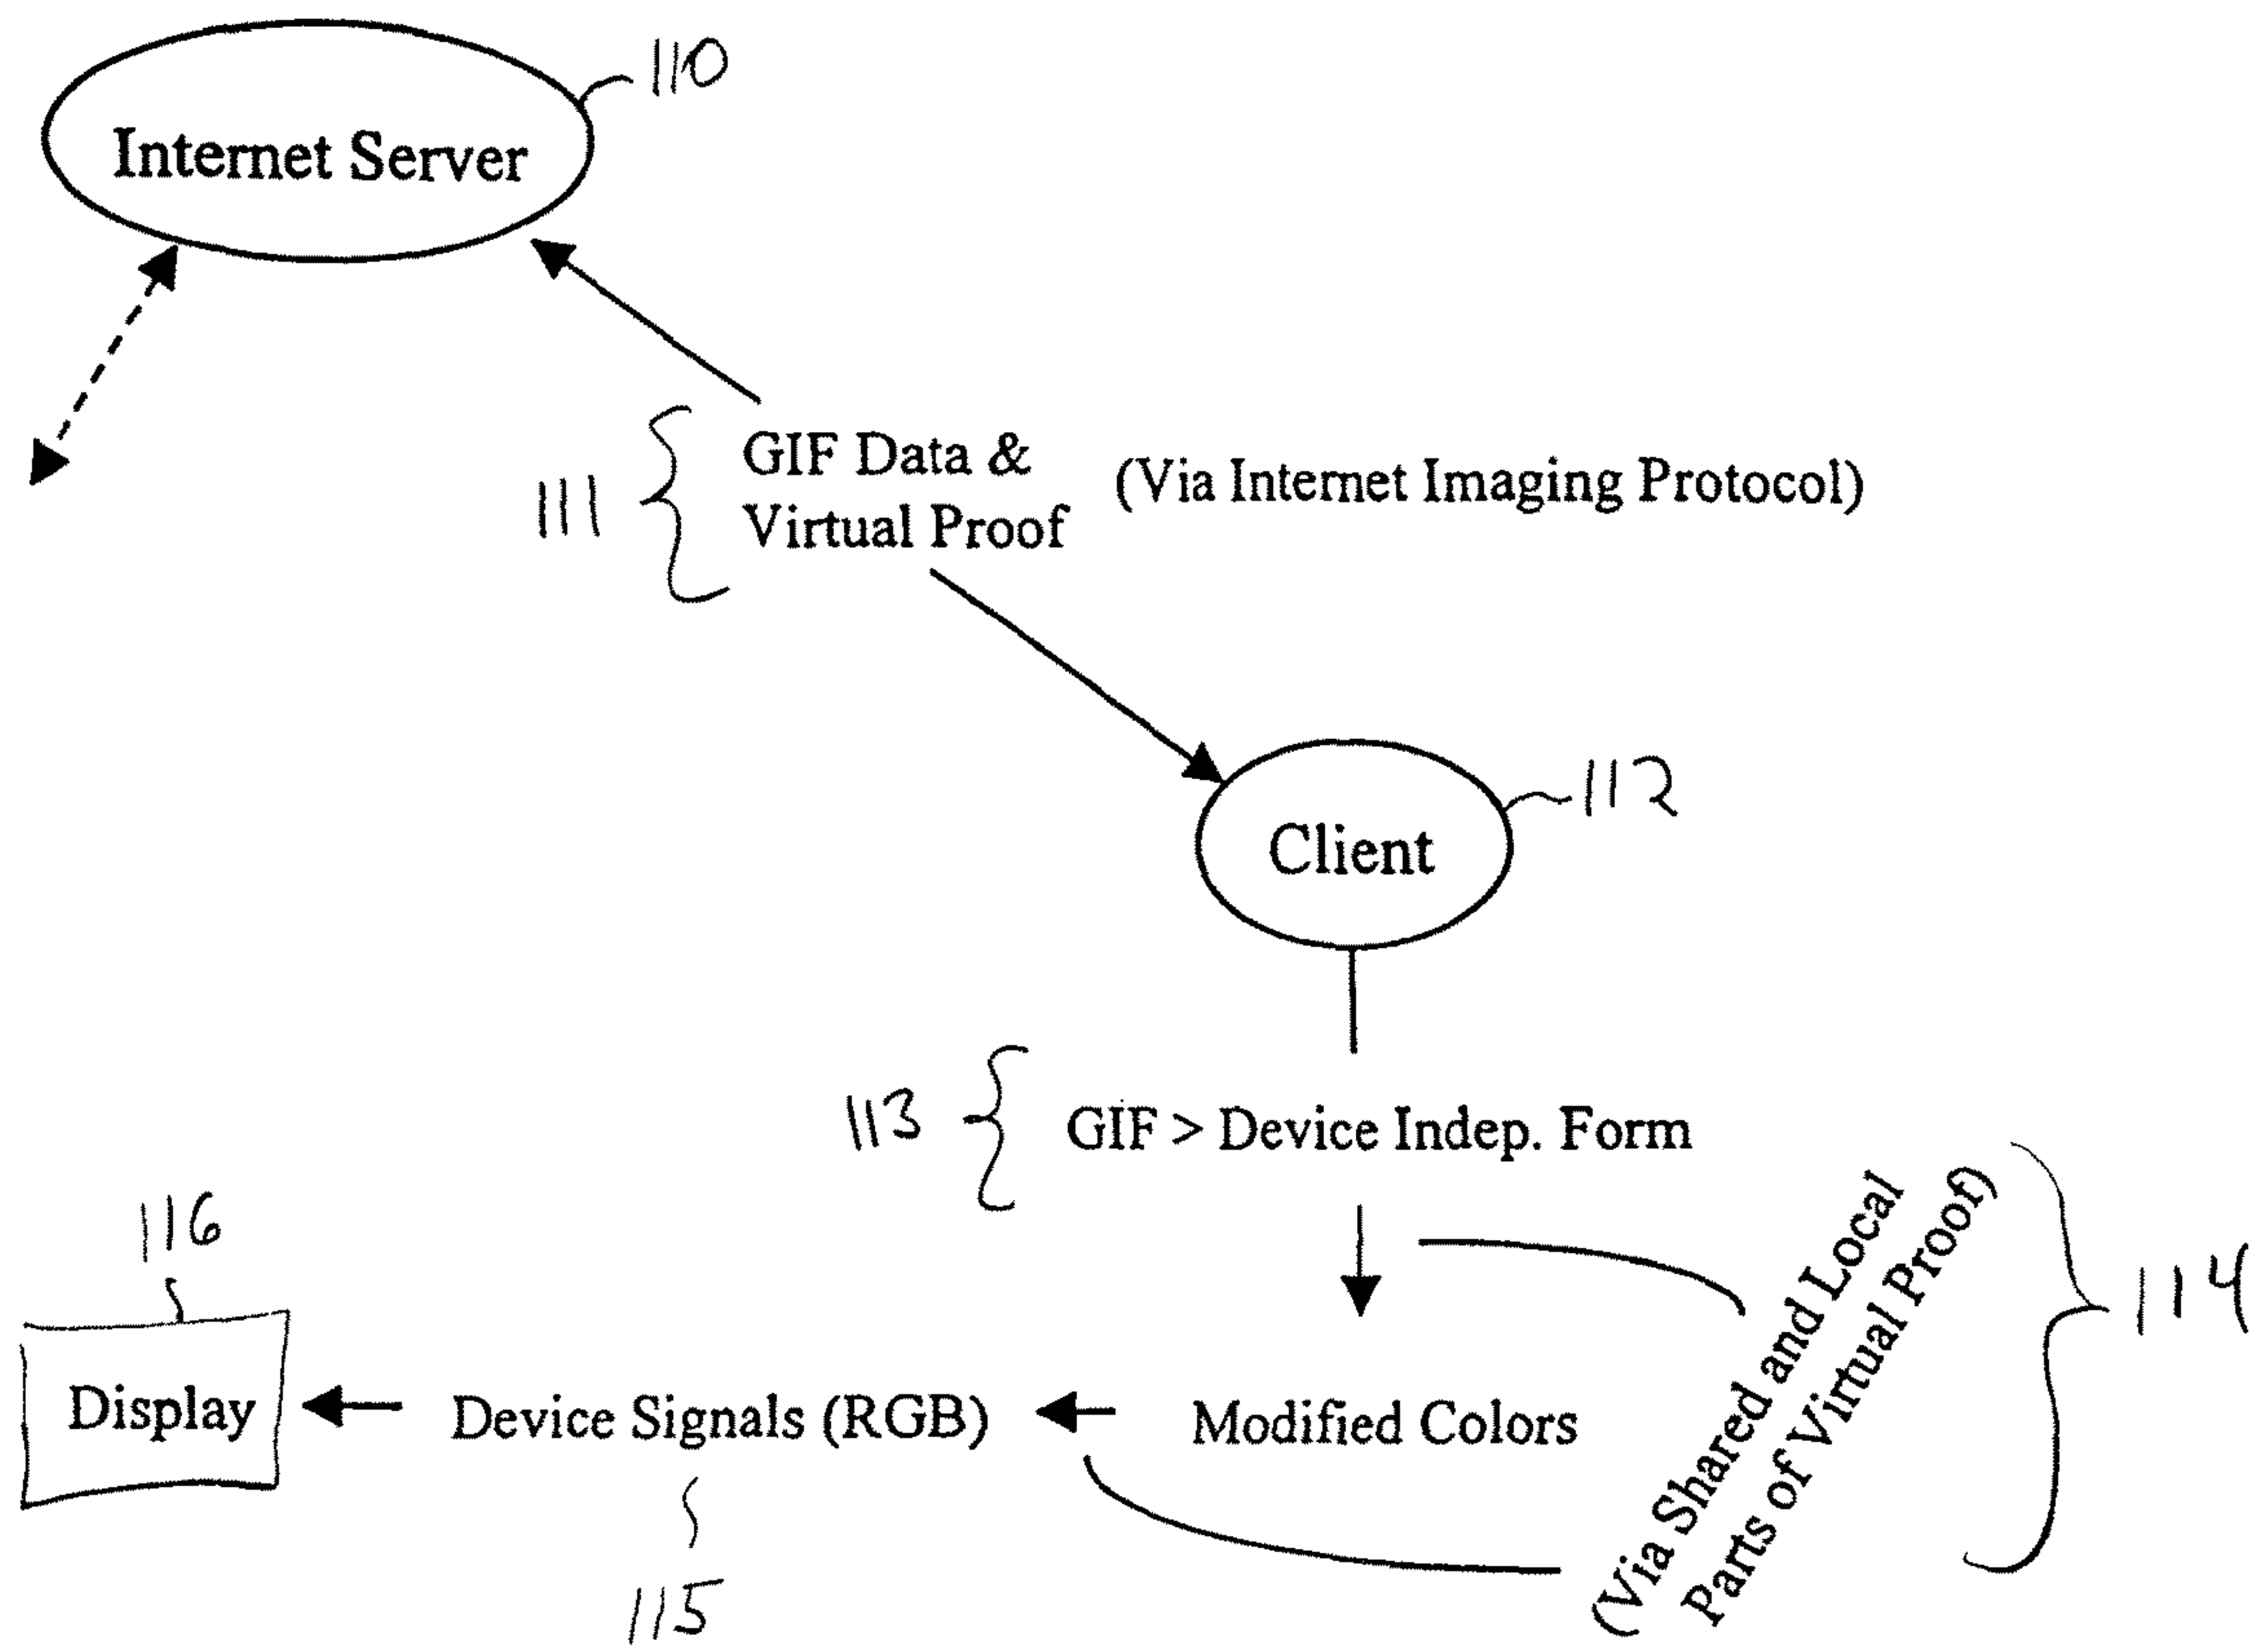 110
Internet Server
GIF Data &
(Via Internet Imaging Protocol)
111
Virtual Proof
112
Client
113
GIF > Device Indep. Form
114
(Via Shared and Local
Parts of Virtual Proof)
116
Display
Device Signals (RGB)
Modified Colors
115